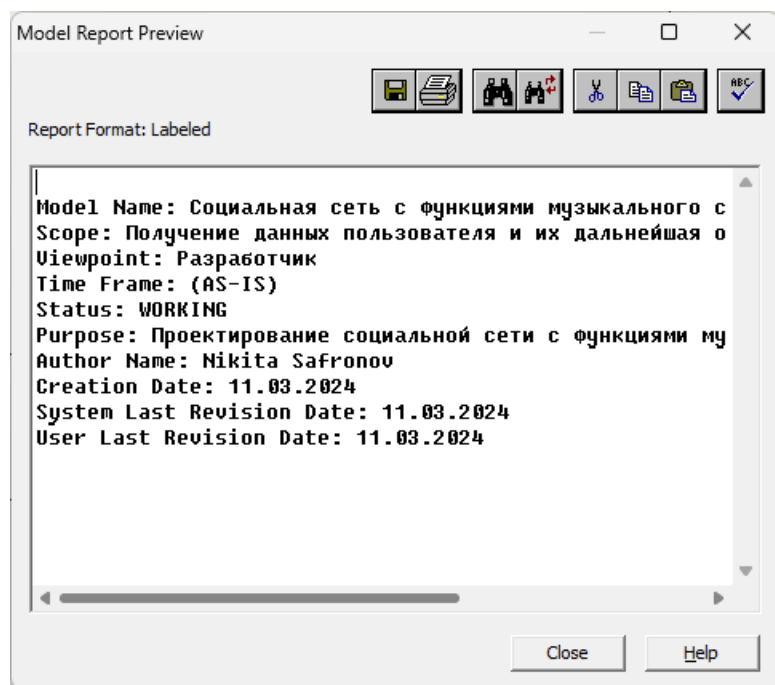 Model Report Preview
ABC
Report Format: Labeled
Model Name: Социальная сеть с функциями музыкального с
Scope: Получение данных пользователя и их дальнейшая о
Viewpoint: Разработчик
Time Frame: (AS-IS)
Status: WORKING
Purpose: Проектирование социальной сети с функциями му
Author Name: Nikita Safronov
Creation Date: 11.03.2024
System Last Revision Date: 11.03.2024
User Last Revision Date: 11.03.2024
Close Help